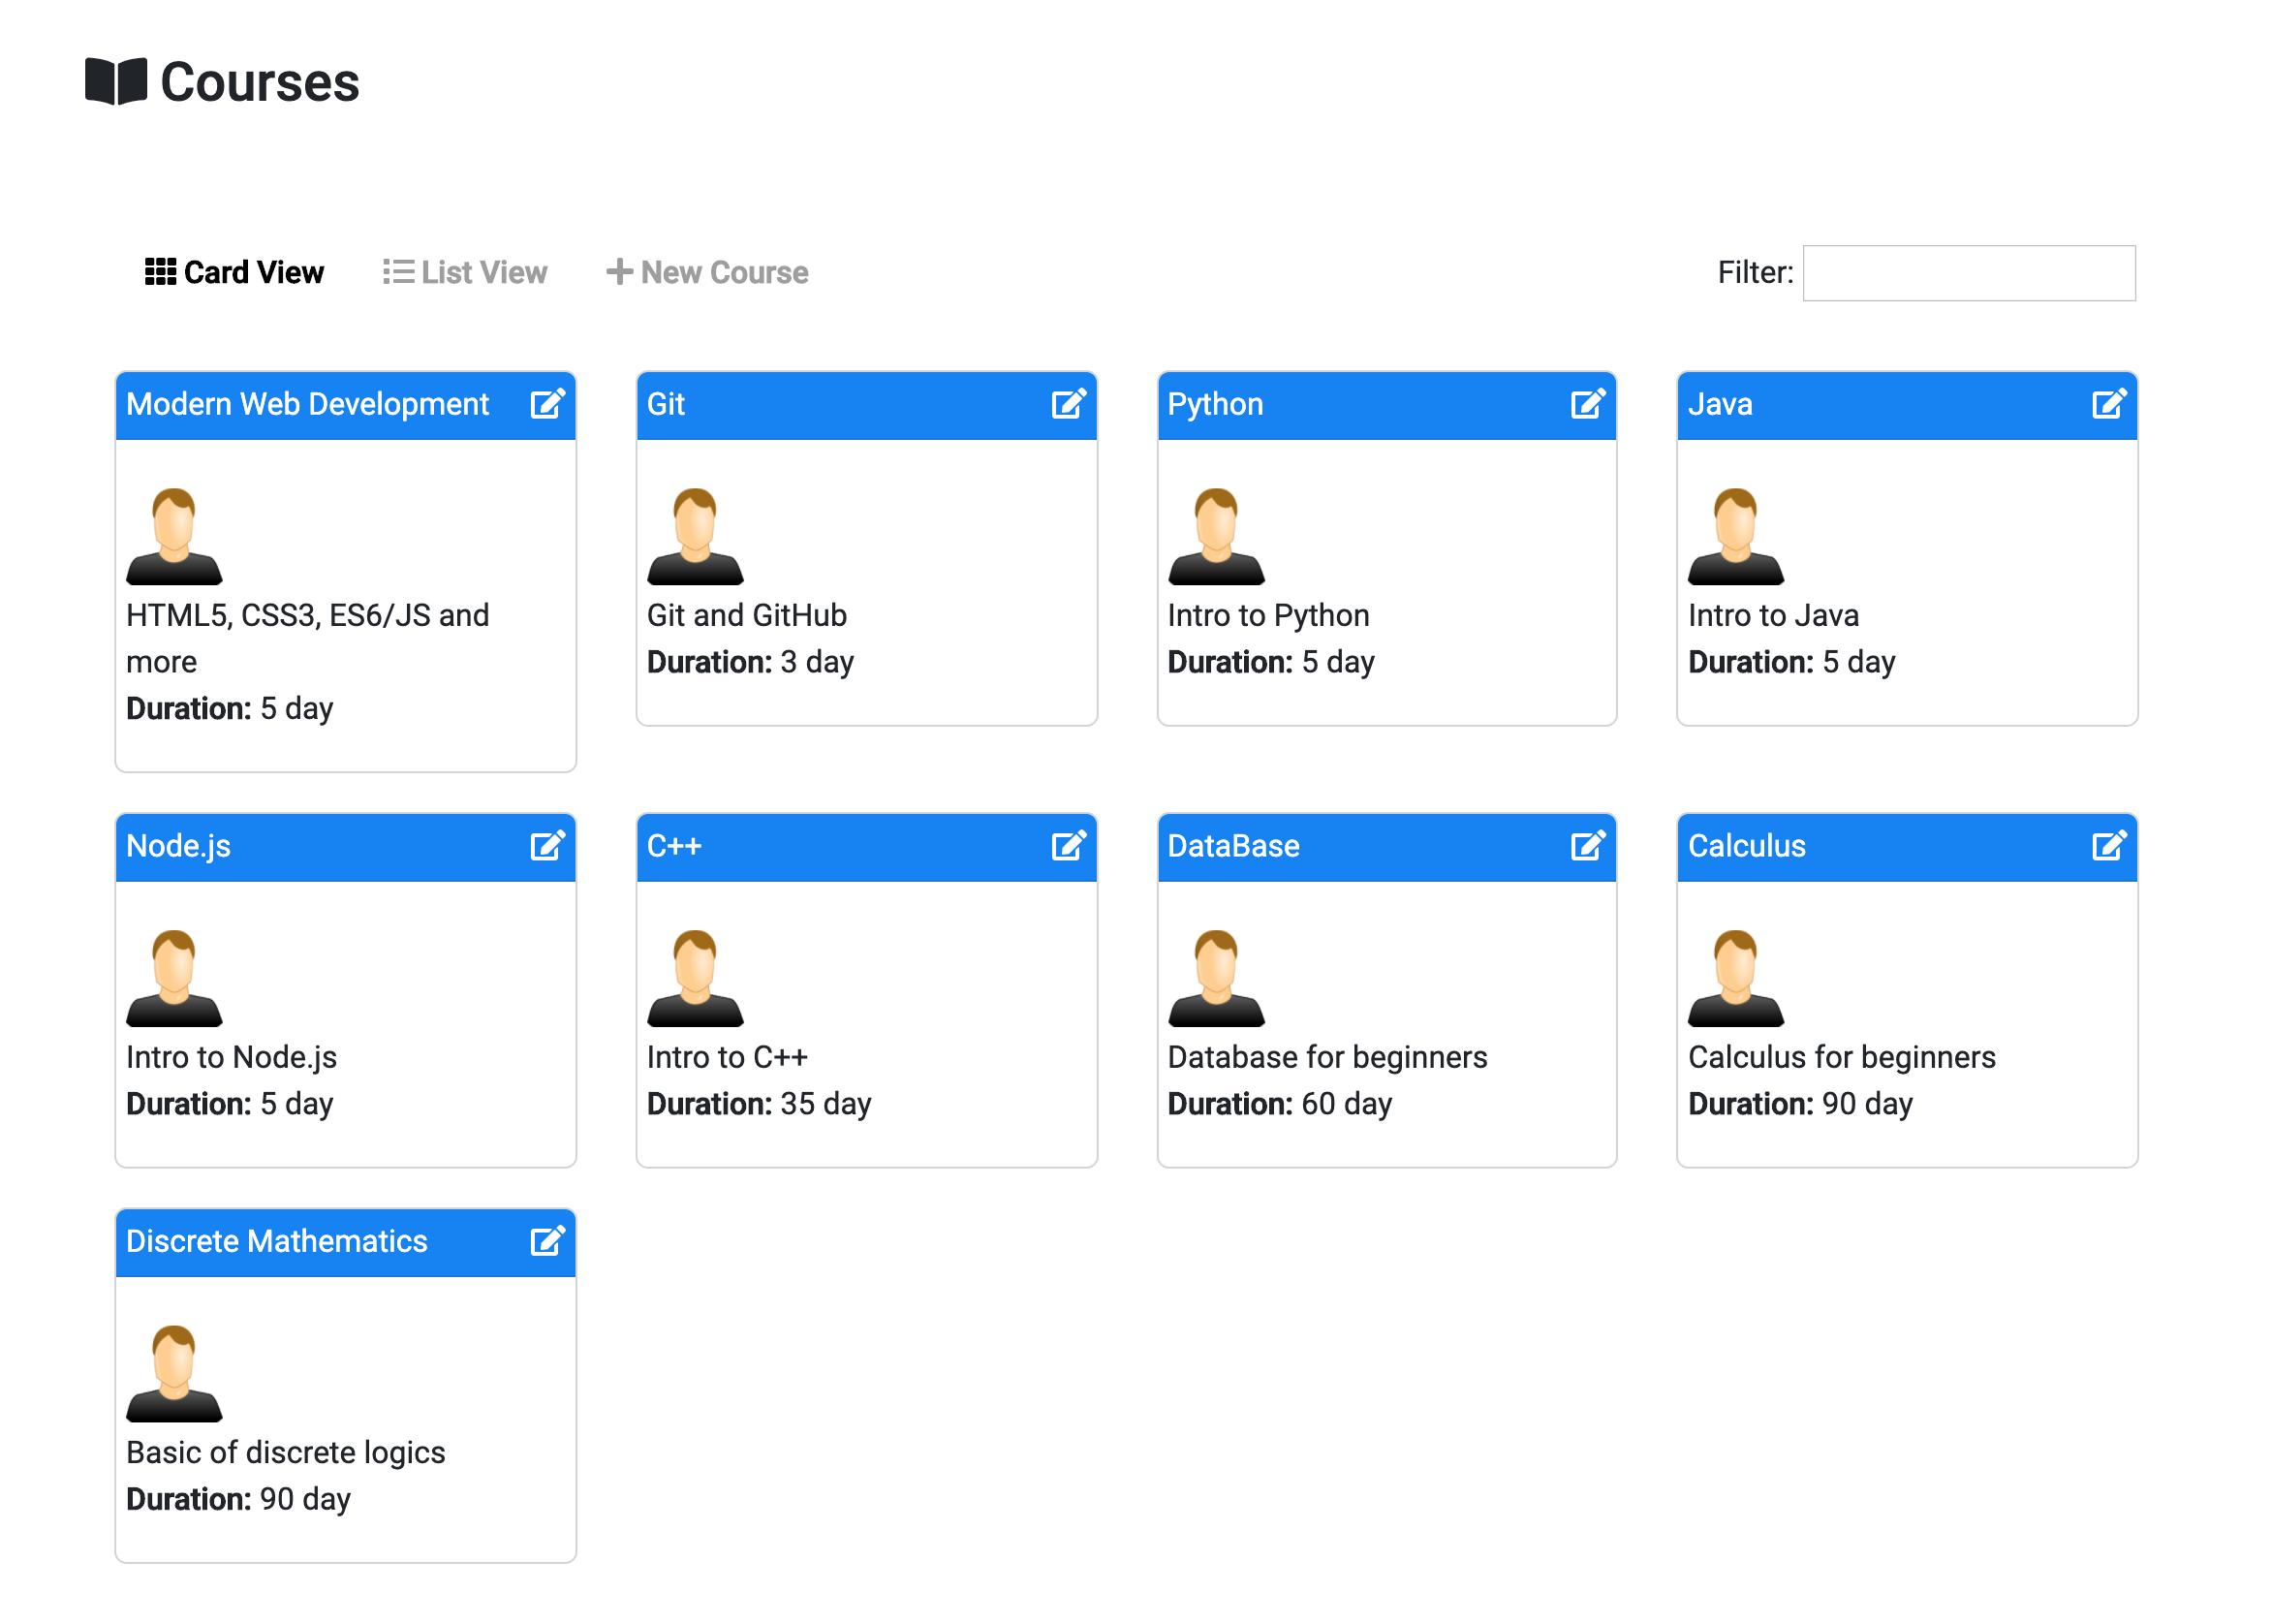 Courses
Card View
List View
New Course
Filter:
Modern Web Development
HTML5, CSS3, ES6/JS and
more
Duration: 5 day
Git
Git and GitHub
Duration: 3 day
Python
Intro to Python
Duration: 5 day
Java
Intro to Java
Duration: 5 day
Node.js
Intro to Node.js
Duration: 5 day
C++
Intro to C++
Duration: 35 day
DataBase
Database for beginners
Duration: 60 day
Calculus
Calculus for beginners
Duration: 90 day
Discrete Mathematics
Basic of discrete logics
Duration: 90 day